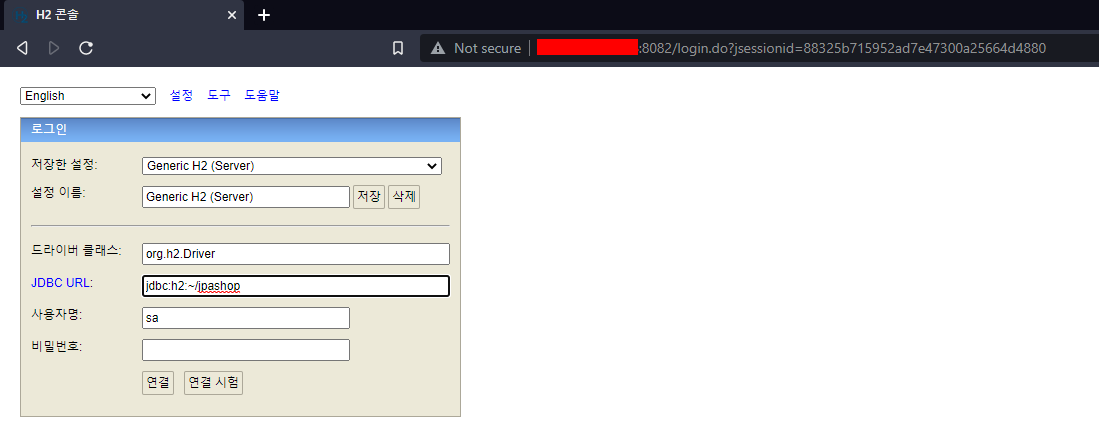 H2 콘솔
Not secure :8082/login.do?jsessionid=88325b715952ad7e47300a25664d4880
English 설정 도구 도움말
로그인
저장한 설정: Generic H2 (Server)
설정 이름: Generic H2 (Server) 저장 삭제
드라이버 클래스: org.h2.Driver
JDBC URL: jdbc:h2:~/jpashop
사용자명: sa
비밀번호:
연결 연결 시험